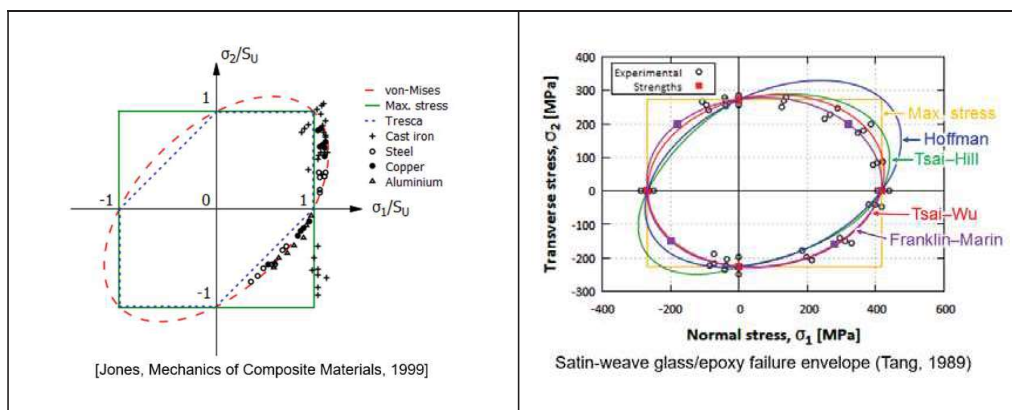 σ2/SU
1
von-Mises
Max. stress
Tresca
Cast iron
Steel
Copper
Aluminium
-1
0
1
σ1/SU
-1
[Jones, Mechanics of Composite Materials, 1999]
400
300
200
100
0
-100
-200
-300
Transverse stress, σ2 [MPa]
Experimental
Strengths
Max. stress
Hoffman
Tsai–Hill
Tsai–Wu
Franklin–Marin
-400
-200
0
200
400
600
Normal stress, σ1 [MPa]
Satin-weave glass/epoxy failure envelope (Tang, 1989)